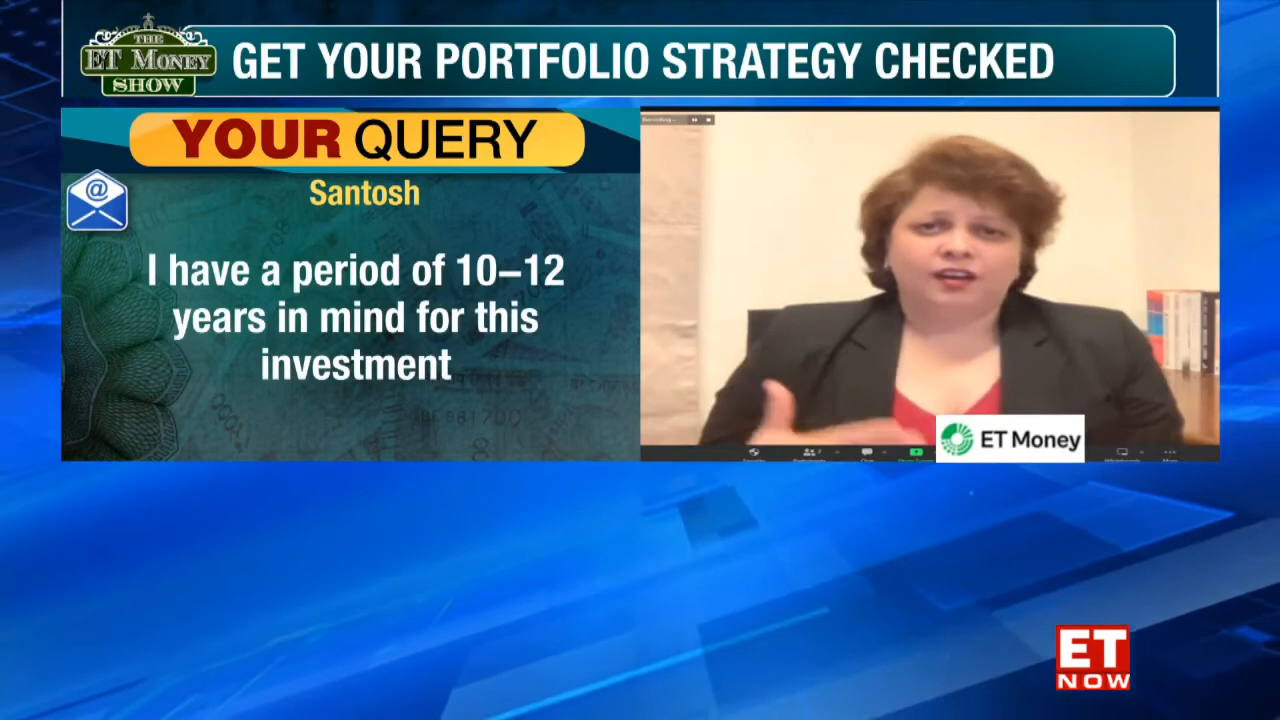 THE
ET MONEY
SHOW
GET YOUR PORTFOLIO STRATEGY CHECKED
YOUR QUERY
Santosh
I have a period of 10–12
years in mind for this
investment
ET Money
ET
NOW